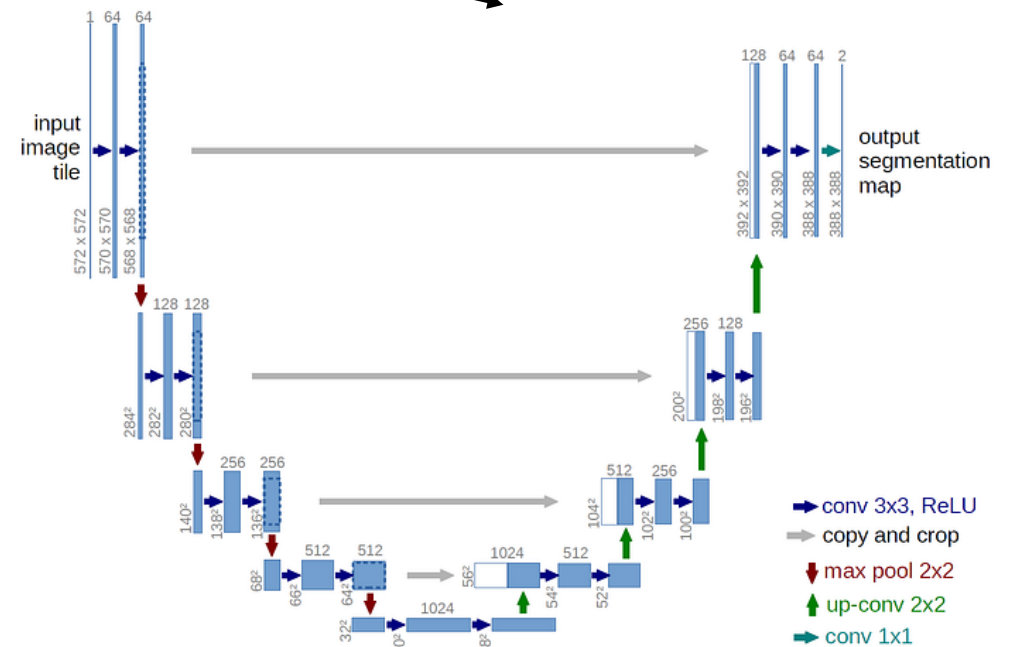 1 64 64
input
image
tile
572 x 572
570 x 570
568 x 568
128 64 64 2
output
segmentation
map
392 x 392
390 x 390
388 x 388
388 x 388
128 128
284²
282²
280²
256 128
200²
198²
196²
256 256
140²
138²
136²
512 256
104²
102²
100²
512 512
68²
66²
64²
1024 512
56²
54²
52²
1024
32²
0²
8²
conv 3x3, ReLU
copy and crop
max pool 2x2
up-conv 2x2
conv 1x1